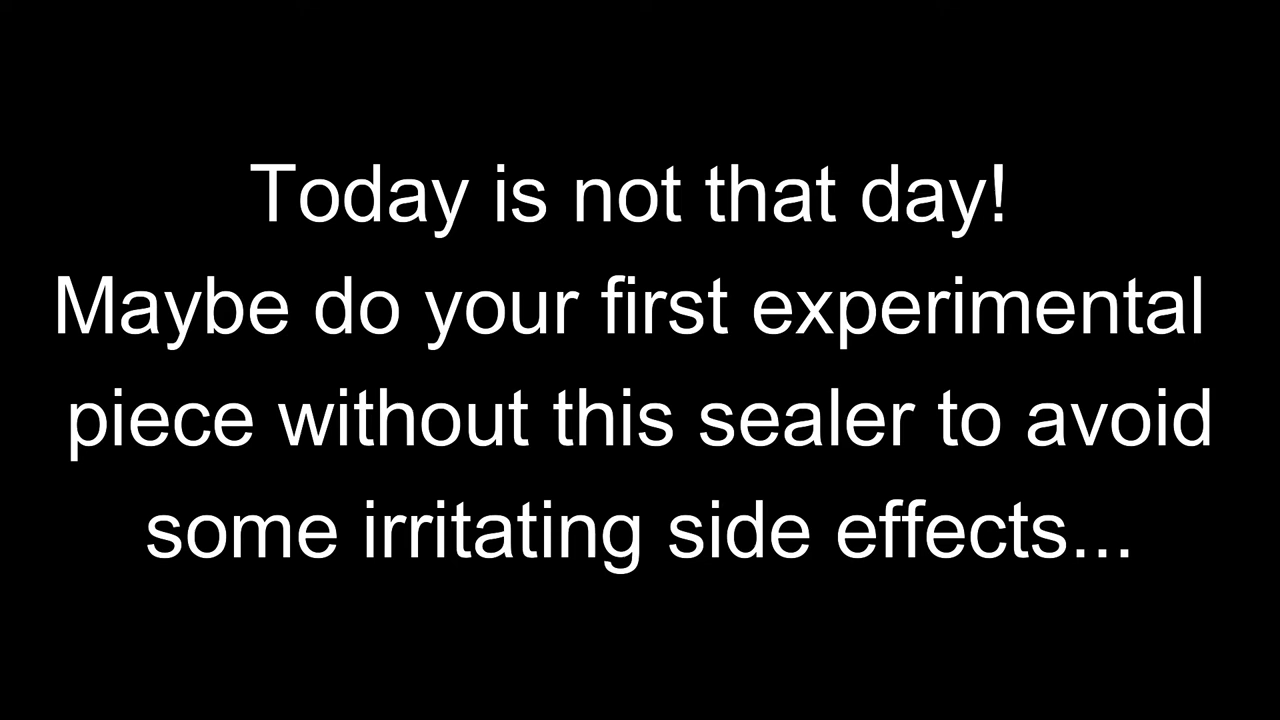 Today is not that day!
Maybe do your first experimental
piece without this sealer to avoid
some irritating side effects...